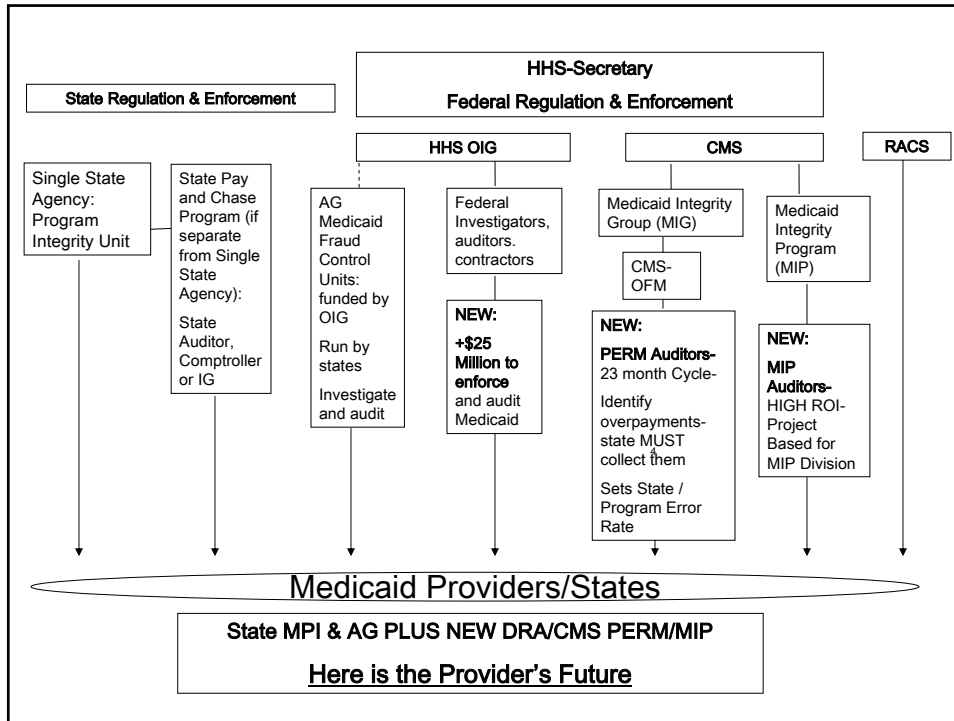 HHS-Secretary
Federal Regulation & Enforcement
State Regulation & Enforcement
HHS OIG
CMS
RACS
Single State
Agency:
Program
Integrity Unit
State Pay
and Chase
Program (if
separate
from Single
State
Agency):
State
Auditor,
Comptroller
or IG
AG
Medicaid
Fraud
Control
Units:
funded by
OIG
Run by
states
Investigate
and audit
Federal
Investigators,
auditors.
contractors
NEW:
+$25
Million to
enforce
and audit
Medicaid
Medicaid Integrity
Group (MIG)
CMS-
OFM
NEW:
PERM Auditors-
23 month Cycle-
Identify
overpayments-
state MUST
collect them
4
Sets State /
Program Error
Rate
Medicaid
Integrity
Program
(MIP)
NEW:
MIP
Auditors-
HIGH ROI-
Project
Based for
MIP Division
Medicaid Providers/States
State MPI & AG PLUS NEW DRA/CMS PERM/MIP
Here is the Provider's Future